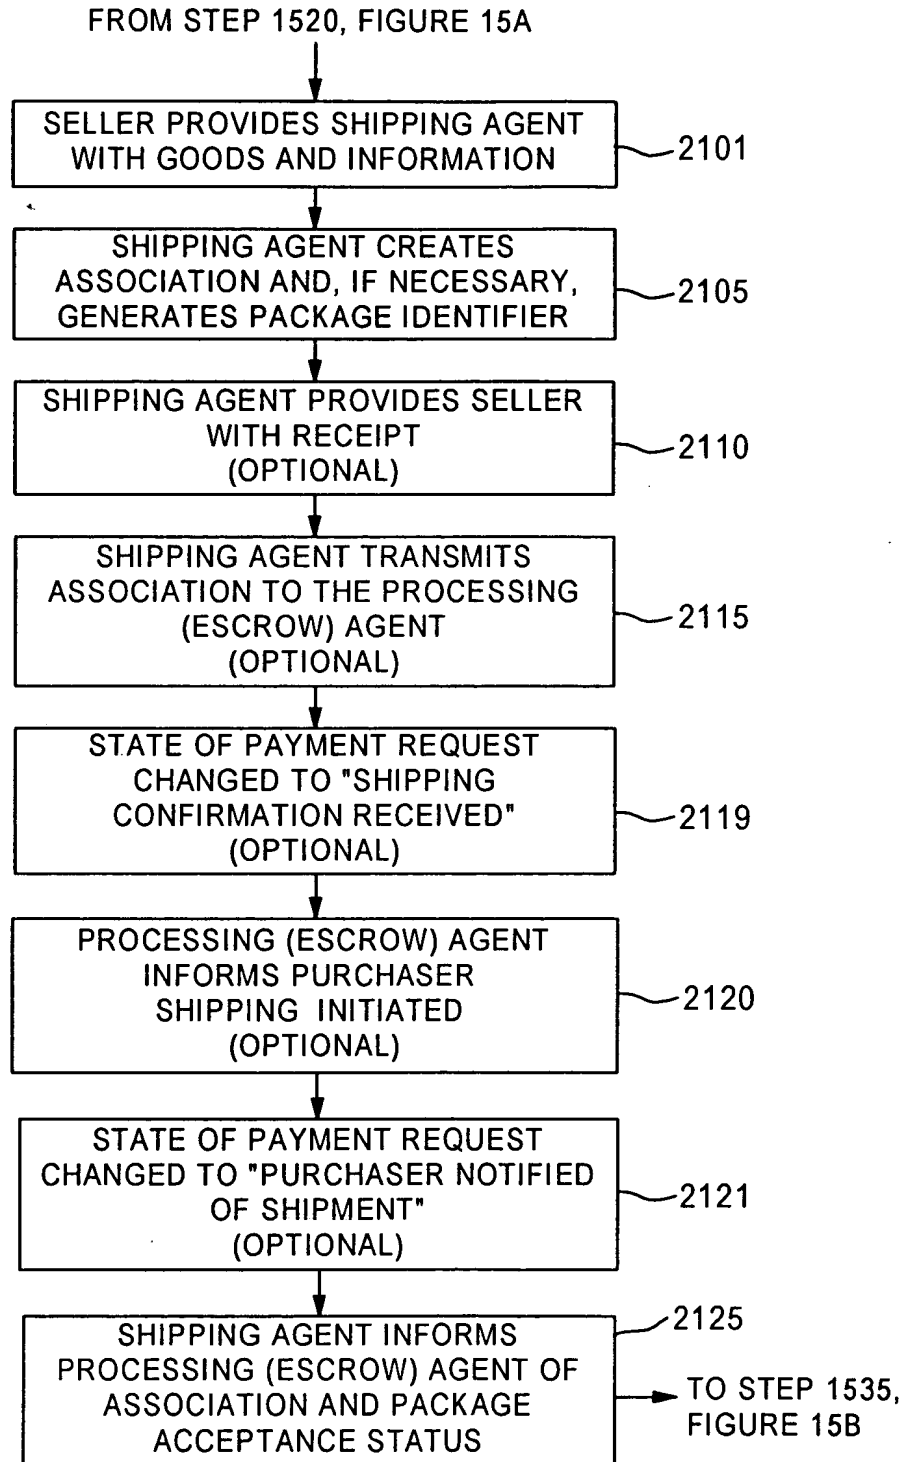 FROM STEP 1520, FIGURE 15A
SELLER PROVIDES SHIPPING AGENT
WITH GOODS AND INFORMATION
2101
SHIPPING AGENT CREATES
ASSOCIATION AND, IF NECESSARY,
GENERATES PACKAGE IDENTIFIER
2105
SHIPPING AGENT PROVIDES SELLER
WITH RECEIPT
(OPTIONAL)
2110
SHIPPING AGENT TRANSMITS
ASSOCIATION TO THE PROCESSING
(ESCROW) AGENT
(OPTIONAL)
2115
STATE OF PAYMENT REQUEST
CHANGED TO "SHIPPING
CONFIRMATION RECEIVED"
(OPTIONAL)
2119
PROCESSING (ESCROW) AGENT
INFORMS PURCHASER
SHIPPING INITIATED
(OPTIONAL)
2120
STATE OF PAYMENT REQUEST
CHANGED TO "PURCHASER NOTIFIED
OF SHIPMENT"
(OPTIONAL)
2121
SHIPPING AGENT INFORMS
PROCESSING (ESCROW) AGENT OF
ASSOCIATION AND PACKAGE
ACCEPTANCE STATUS
2125
TO STEP 1535,
FIGURE 15B